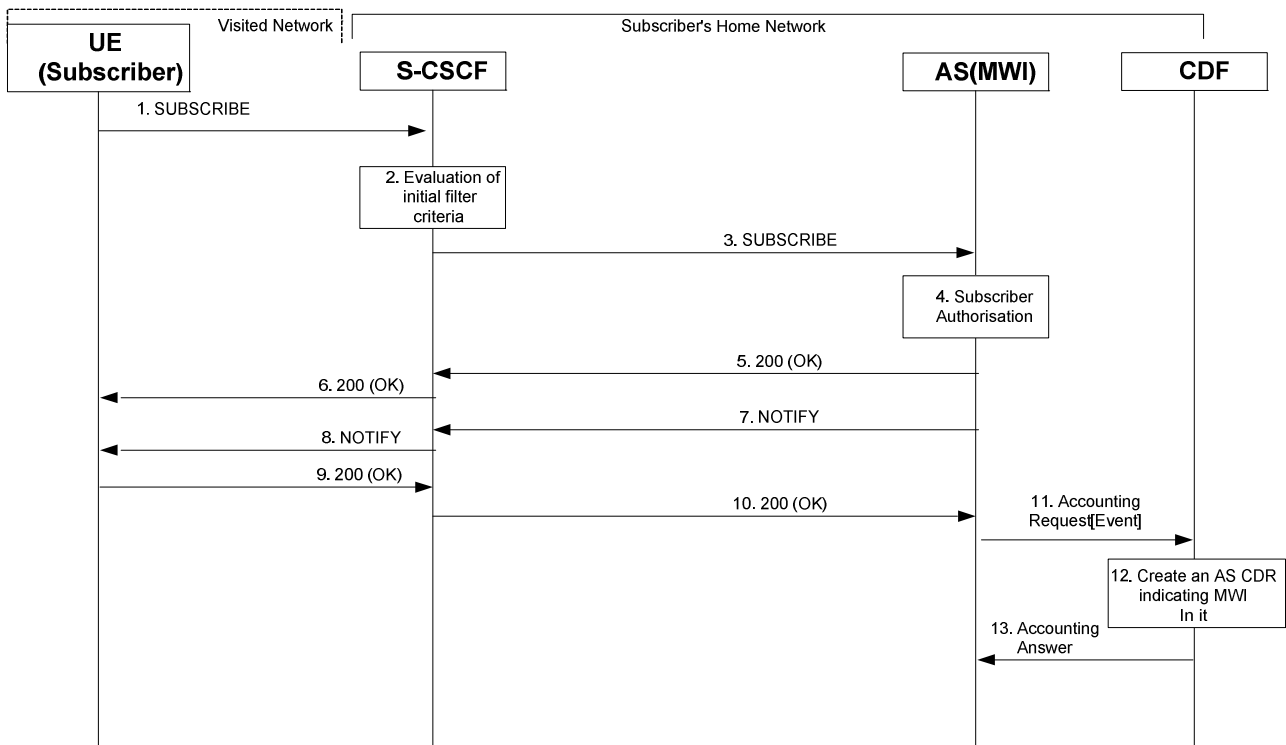 Visited Network
Subscriber's Home Network
UE
(Subscriber)
S-CSCF
AS(MWI)
CDF
1. SUBSCRIBE
2. Evaluation of
initial filter
criteria
3. SUBSCRIBE
4. Subscriber
Authorisation
5. 200 (OK)
6. 200 (OK)
7. NOTIFY
8. NOTIFY
9. 200 (OK)
10. 200 (OK)
11. Accounting
Request[Event]
12. Create an AS CDR
indicating MWI
In it
13. Accounting
Answer